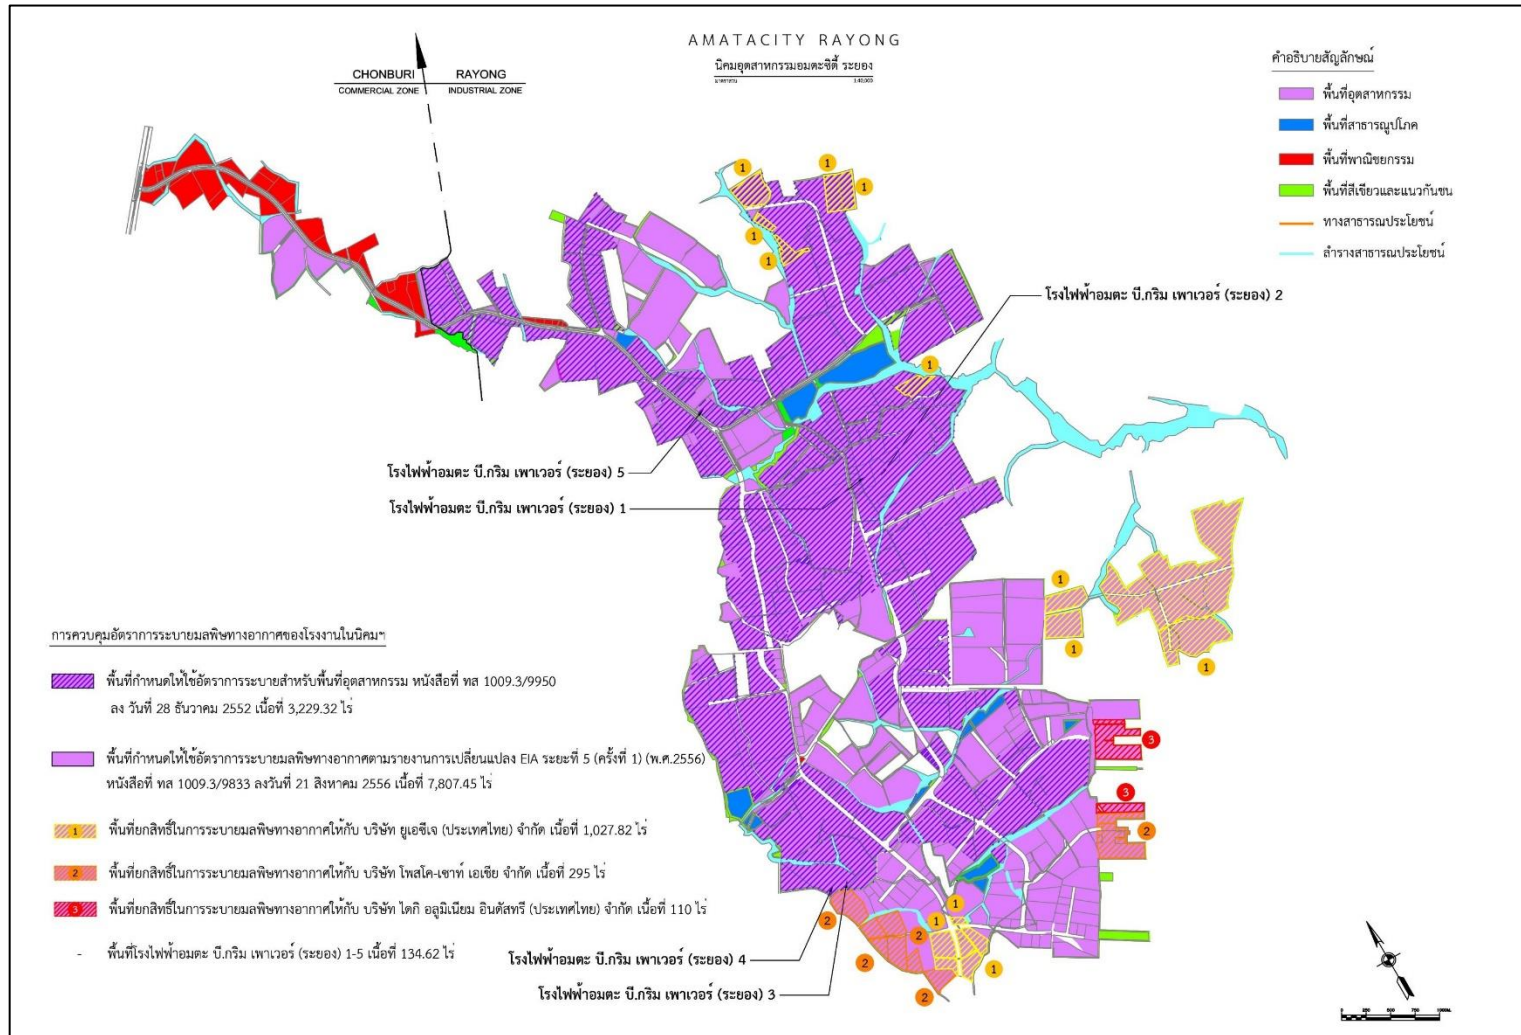 AMATACITY RAYONG
นิคมอุตสาหกรรมอมตะซิตี้ ระยอง
มาตราส่วน 1:40,000
CHONBURI RAYONG
COMMERCIAL ZONE INDUSTRIAL ZONE
คำอธิบายสัญลักษณ์
พื้นที่อุตสาหกรรม
พื้นที่สาธารณูปโภค
พื้นที่พาณิชยกรรม
พื้นที่สีเขียวและแนวกันชน
ทางสาธารณประโยชน์
ลำรางสาธารณประโยชน์
1
1
1
1
1
โรงไฟฟ้าอมตะ บี.กริม เพาเวอร์ (ระยอง) 2
1
โรงไฟฟ้าอมตะ บี.กริม เพาเวอร์ (ระยอง) 5
โรงไฟฟ้าอมตะ บี.กริม เพาเวอร์ (ระยอง) 1
1
1
1
3
3
2
การควบคุมอัตราการระบายมลพิษทางอากาศของโรงงานในนิคมฯ
พื้นที่กำหนดให้ใช้อัตราการระบายสำหรับพื้นที่อุตสาหกรรม หนังสือที่ ทส 1009.3/9950
ลง วันที่ 28 ธันวาคม 2552 เนื้อที่ 3,229.32 ไร่
พื้นที่กำหนดให้ใช้อัตราการระบายมลพิษทางอากาศตามรายงานการเปลี่ยนแปลง EIA ระยะที่ 5 (ครั้งที่ 1) (พ.ศ.2556)
หนังสือที่ ทส 1009.3/9833 ลงวันที่ 21 สิงหาคม 2556 เนื้อที่ 7,807.45 ไร่
1 พื้นที่ยกสิทธิ์ในการระบายมลพิษทางอากาศให้กับ บริษัท ยูเอซีเจ (ประเทศไทย) จำกัด เนื้อที่ 1,027.82 ไร่
2 พื้นที่ยกสิทธิ์ในการระบายมลพิษทางอากาศให้กับ บริษัท โพสโค-เซาท์ เอเชีย จำกัด เนื้อที่ 295 ไร่
3 พื้นที่ยกสิทธิ์ในการระบายมลพิษทางอากาศให้กับ บริษัท ไดกิ อลูมิเนียม อินดัสทรี (ประเทศไทย) จำกัด เนื้อที่ 110 ไร่
- พื้นที่โรงไฟฟ้าอมตะ บี.กริม เพาเวอร์ (ระยอง) 1-5 เนื้อที่ 134.62 ไร่
1
1
2
2
2
1
2
โรงไฟฟ้าอมตะ บี.กริม เพาเวอร์ (ระยอง) 4
โรงไฟฟ้าอมตะ บี.กริม เพาเวอร์ (ระยอง) 3
0 250 500 750 1000M.